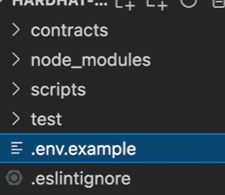 HARDHAT-...
contracts
node_modules
scripts
test
.env.example
.eslintignore